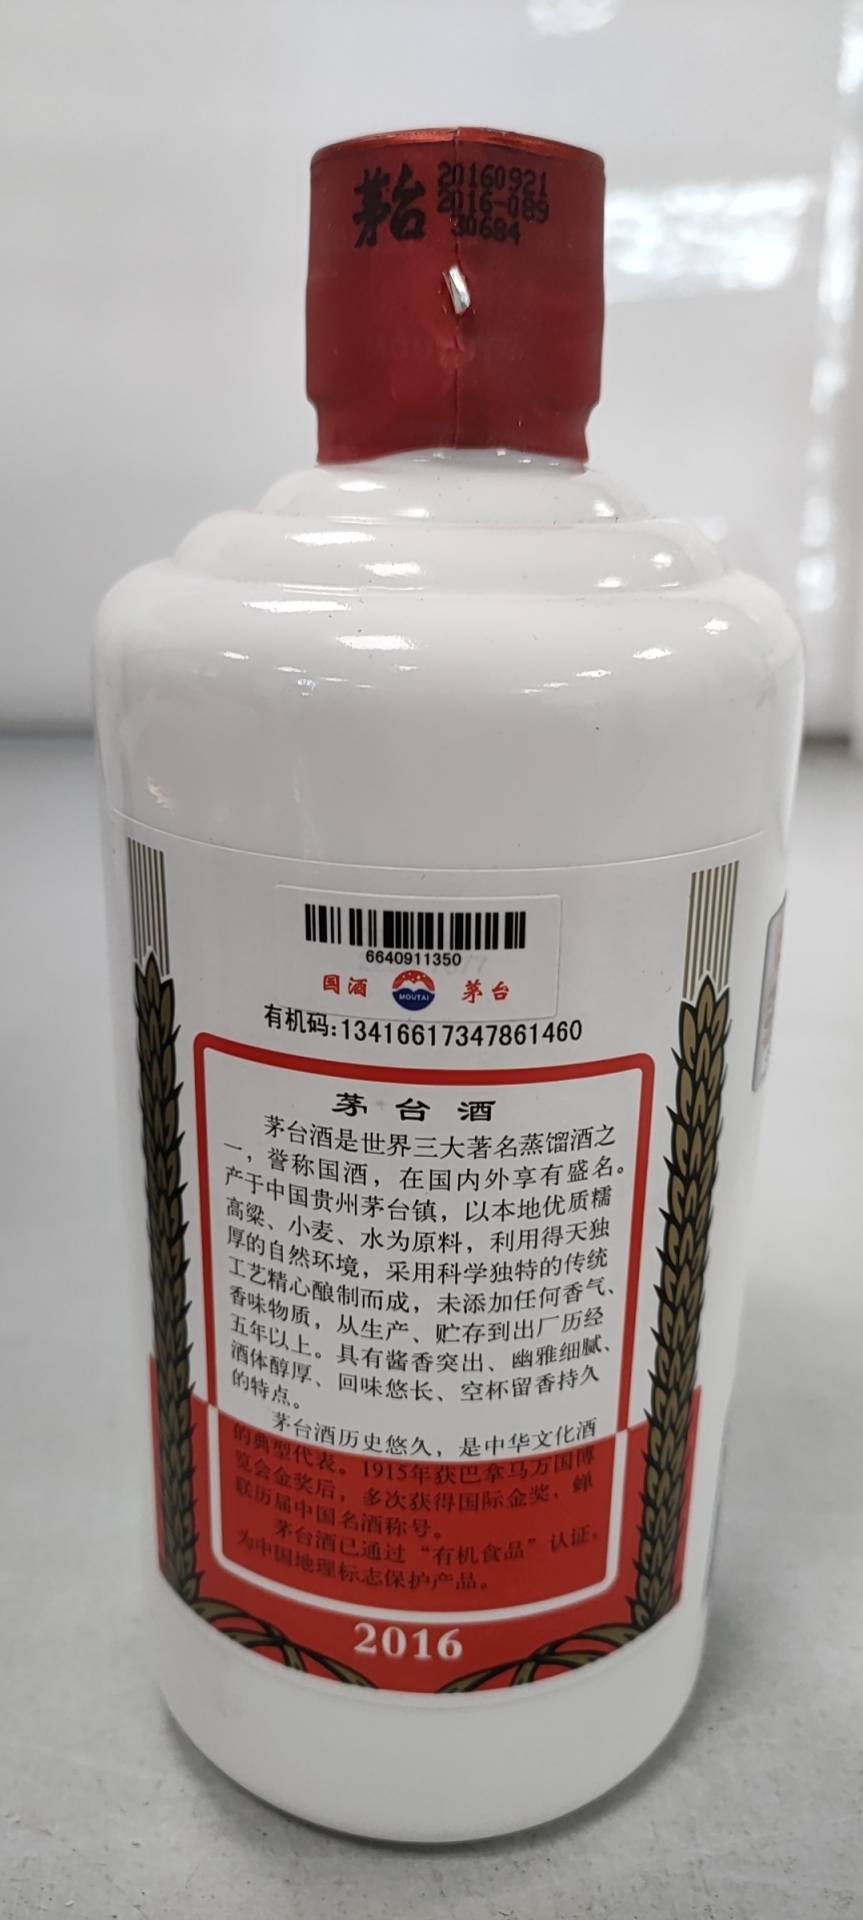 茅台
20160921
2016-089
30684
6640911350
国酒 MOUTAI 茅台
有机码:13416617347861460
茅台酒
茅台酒是世界三大著名蒸馏酒之
一，誉称国酒，在国内外享有盛名。
产于中国贵州茅台镇，以本地优质糯
高粱、小麦、水为原料，利用得天独
厚的自然环境，采用科学独特的传统
工艺精心酿制而成，未添加任何香气、
香味物质，从生产、贮存到出厂历经
五年以上。具有酱香突出、幽雅细腻、
酒体醇厚、回味悠长、空杯留香持久
的特点。
茅台酒历史悠久，是中华文化酒
的典型代表。1915年获巴拿马万国博
览会金奖后，多次获得国际金奖，蝉
联历届中国名酒称号。
茅台酒已通过“有机食品”认证，
为中国地理标志保护产品。
2016